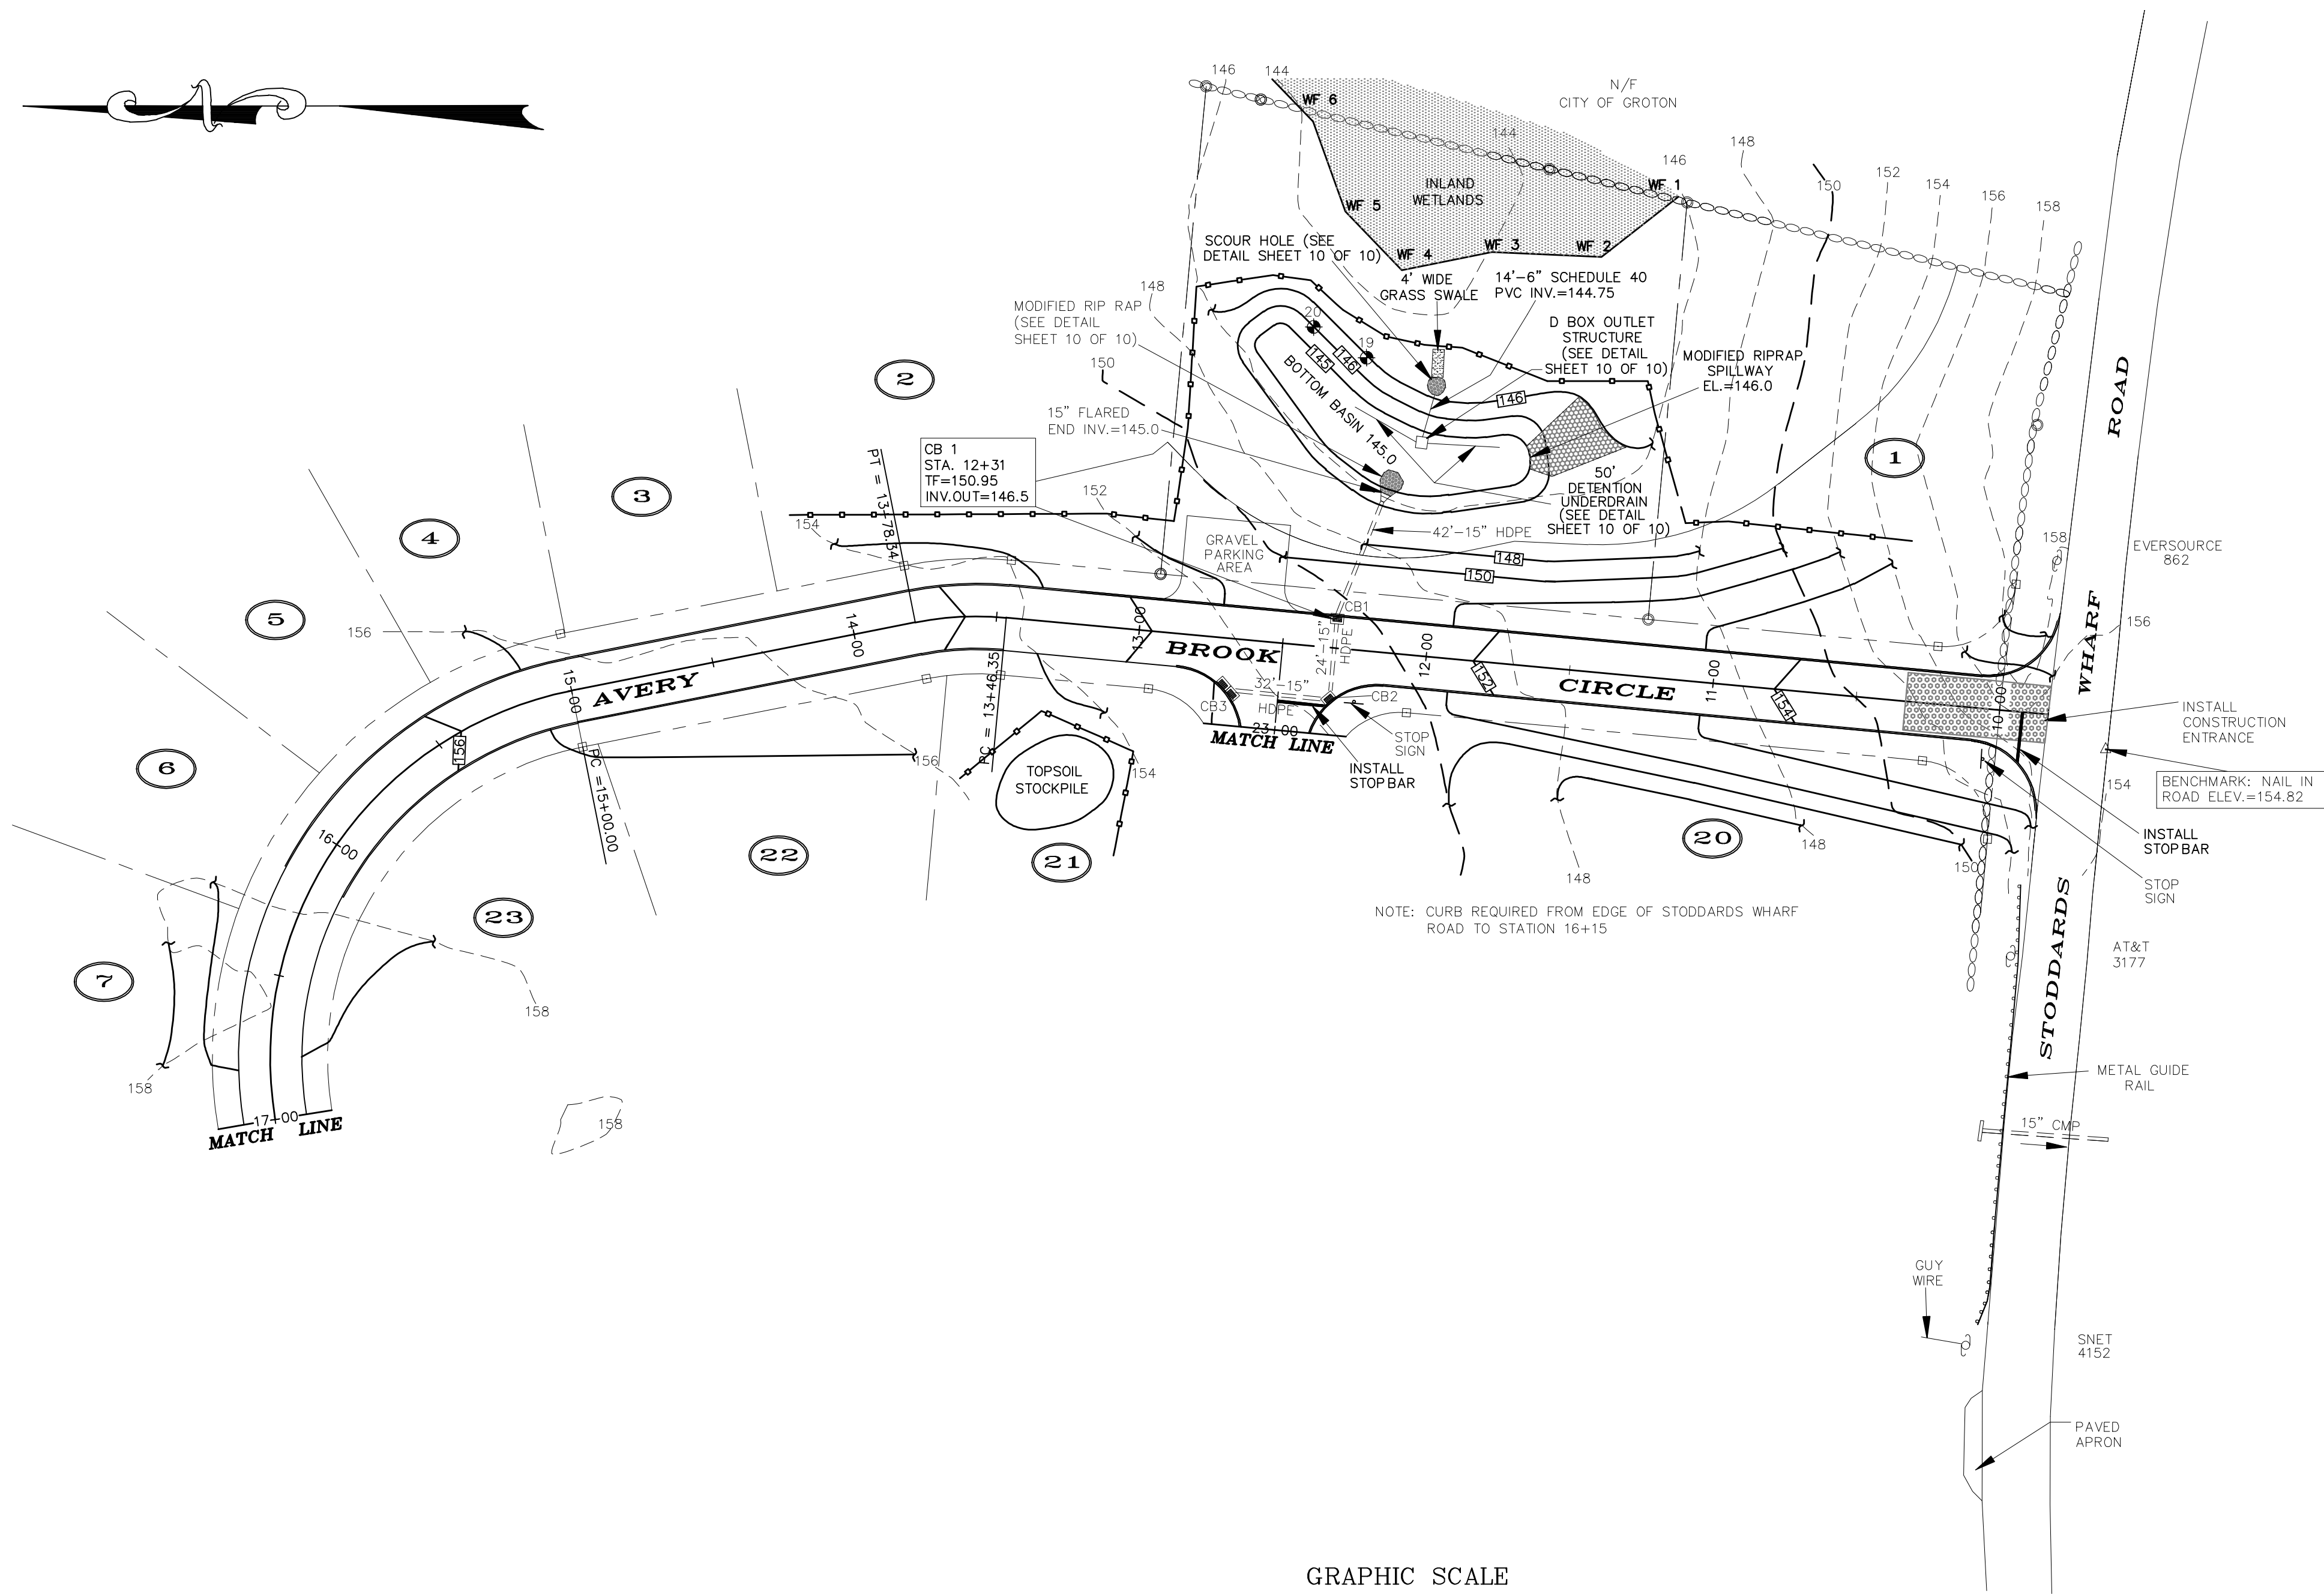 N
146
144
WF 6
N/F
CITY OF GROTON
144
146
148
150
152
154
156
158
INLAND
WETLANDS
WF 1
WF 5
WF 4
WF 3
WF 2
SCOUR HOLE (SEE
DETAIL SHEET 10 OF 10)
4' WIDE
GRASS SWALE
14'-6" SCHEDULE 40
PVC INV.=144.75
148
MODIFIED RIP RAP
(SEE DETAIL
SHEET 10 OF 10)
20
19
D BOX OUTLET
STRUCTURE
(SEE DETAIL
SHEET 10 OF 10)
MODIFIED RIPRAP
SPILLWAY
EL.=146.0
145
146
146
BOTTOM BASIN 145.0
150
15" FLARED
END INV.=145.0
2
1
CB 1
STA. 12+31
TF=150.95
INV.OUT=146.5
50'
DETENTION
UNDERDRAIN
(SEE DETAIL
SHEET 10 OF 10)
PT = 13+78.34
3
4
5
6
7
152
154
GRAVEL
PARKING
AREA
42'-15" HDPE
148
150
158
EVERSOURCE
862
156
156
14+00
13+00
CB1
24'-15"
HDPE
12+00
152
11+00
154
10+00
15+00
AVERY
BROOK
CIRCLE
PC = 13+46.35
32'-15"
HDPE
CB3
CB2
23+00
MATCH LINE
STOP
SIGN
INSTALL
STOP BAR
INSTALL
CONSTRUCTION
ENTRANCE
BENCHMARK: NAIL IN
ROAD ELEV.=154.82
154
INSTALL
STOP BAR
STOP
SIGN
156
PC =15+00.00
156
154
TOPSOIL
STOCKPILE
16+00
22
21
20
23
148
148
150
NOTE: CURB REQUIRED FROM EDGE OF STODDARDS WHARF
ROAD TO STATION 16+15
STODDARDS
WHARF
ROAD
AT&T
3177
158
158
158
17+00
MATCH LINE
METAL GUIDE
RAIL
15" CMP
GUY
WIRE
SNET
4152
PAVED
APRON
GRAPHIC SCALE